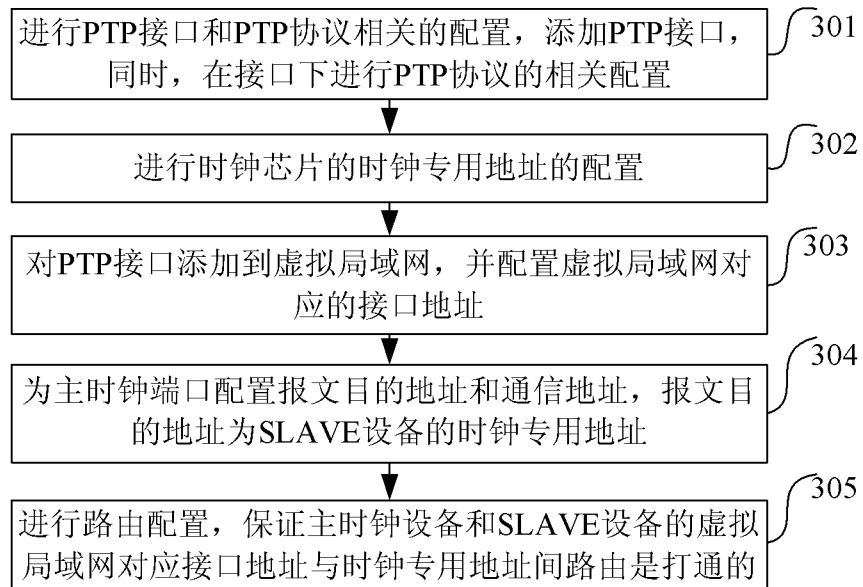 进行PTP接口和PTP协议相关的配置，添加PTP接口，
同时，在接口下进行PTP协议的相关配置
301
进行时钟芯片的时钟专用地址的配置
302
对PTP接口添加到虚拟局域网，并配置虚拟局域网对
应的接口地址
303
为主时钟端口配置报文目的地址和通信地址，报文目
的地址为SLAVE设备的时钟专用地址
304
进行路由配置，保证主时钟设备和SLAVE设备的虚拟
局域网对应接口地址与时钟专用地址间路由是打通的
305